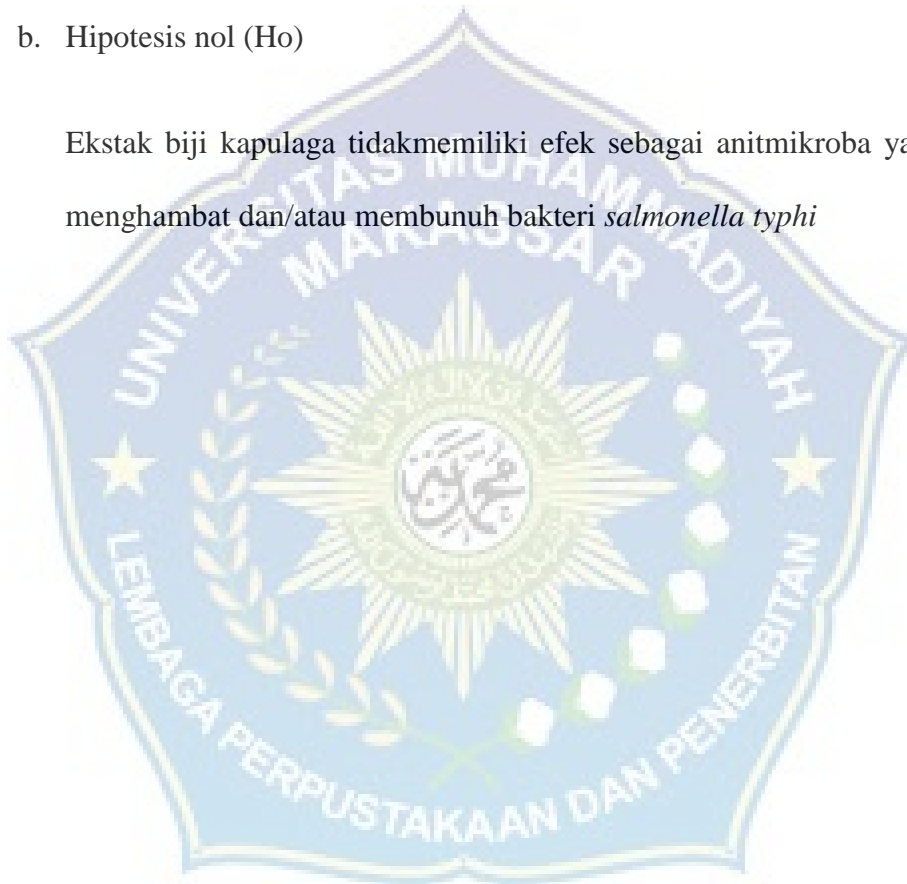 b. Hipotesis nol (Ho)
Ekstak biji kapulaga tidakmemiliki efek sebagai anitmikroba ya
menghambat dan/atau membunuh bakteri salmonella typhi
UNIVERSITAS MUHAMMADIYAH
MAKASSAR
LEMBAGA PERPUSTAKAAN DAN PENERBITAN